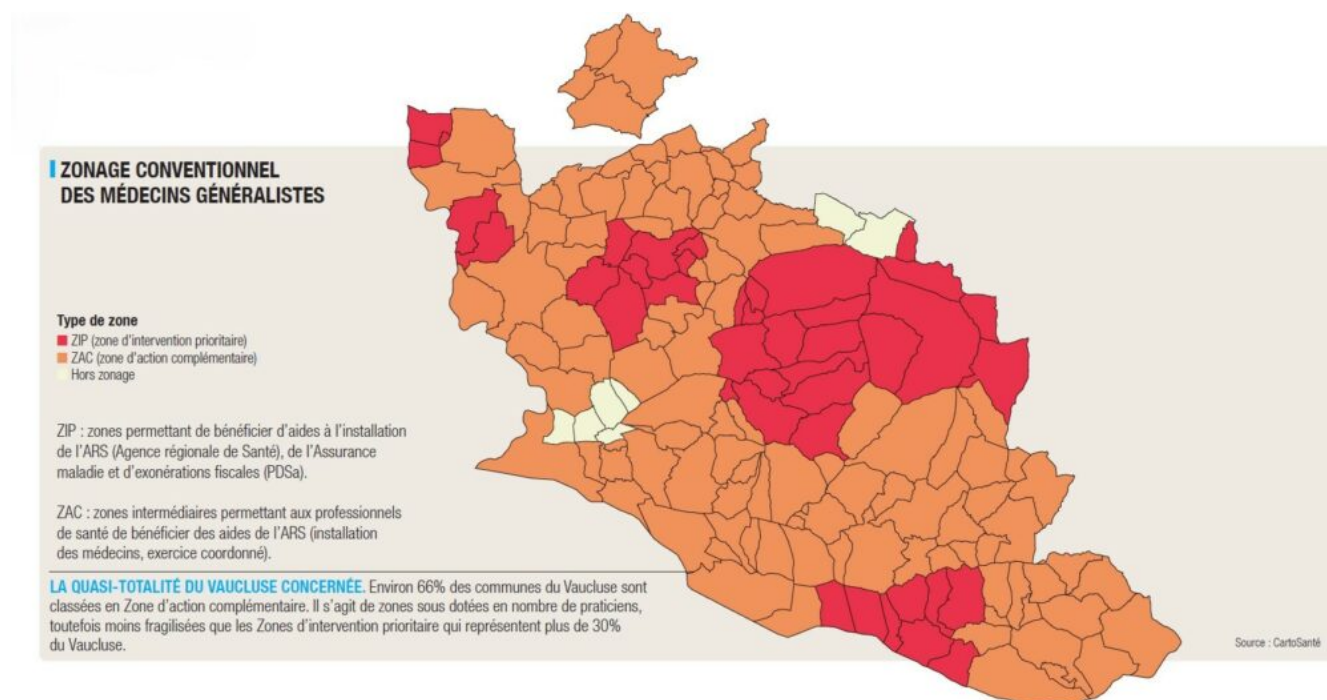 ZONAGE CONVENTIONNEL
DES MÉDECINS GÉNÉRALISTES
Type de zone
ZIP (zone d'intervention prioritaire)
ZAC (zone d'action complémentaire)
Hors zonage
ZIP : zones permettant de bénéficier d'aides à l'installation
de l'ARS (Agence régionale de Santé), de l'Assurance
maladie et d'exonérations fiscales (PDSa).
ZAC : zones intermédiaires permettant aux professionnels
de santé de bénéficier des aides de l'ARS (installation
des médecins, exercice coordonné).
LA QUASI-TOTALITÉ DU VAUCLUSE CONCERNÉE. Environ 66% des communes du Vaucluse sont
classées en Zone d'action complémentaire. Il s'agit de zones sous dotées en nombre de praticiens,
toutefois moins fragilisées que les Zones d'intervention prioritaire qui représentent plus de 30%
du Vaucluse.
Source : CartoSanté